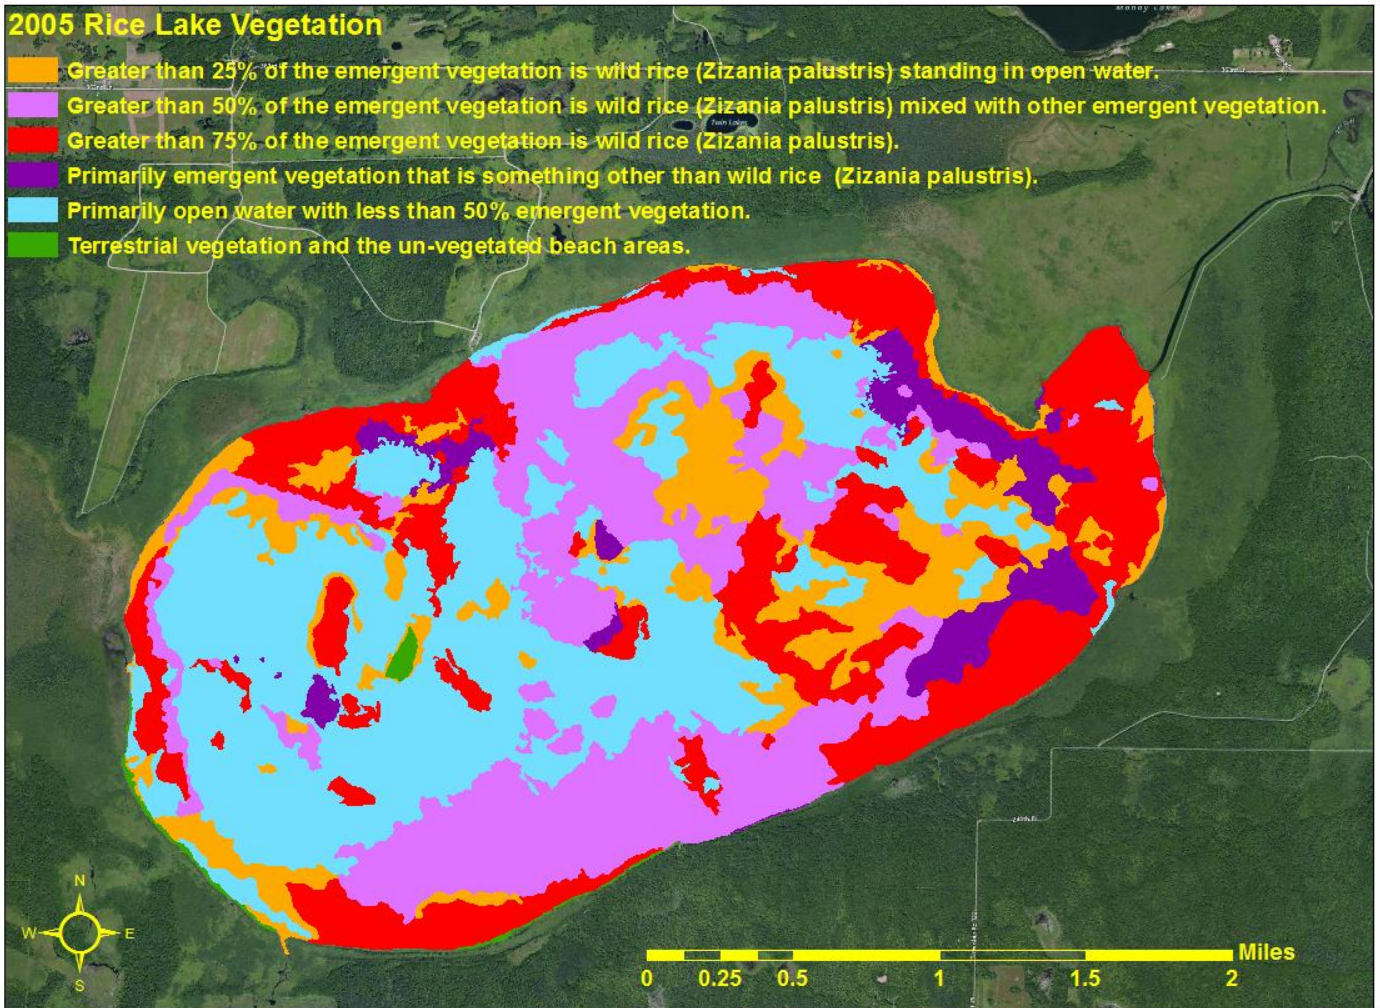 2005 Rice Lake Vegetation
Greater than 25% of the emergent vegetation is wild rice (Zizania palustris) standing in open water.
Greater than 50% of the emergent vegetation is wild rice (Zizania palustris) mixed with other emergent vegetation.
Greater than 75% of the emergent vegetation is wild rice (Zizania palustris).
Twin Lakes
Primarily emergent vegetation that is something other than wild rice (Zizania palustris).
Primarily open water with less than 50% emergent vegetation.
Terrestrial vegetation and the un-vegetated beach areas.
N
W E
S
Miles
0 0.25 0.5 1 1.5 2